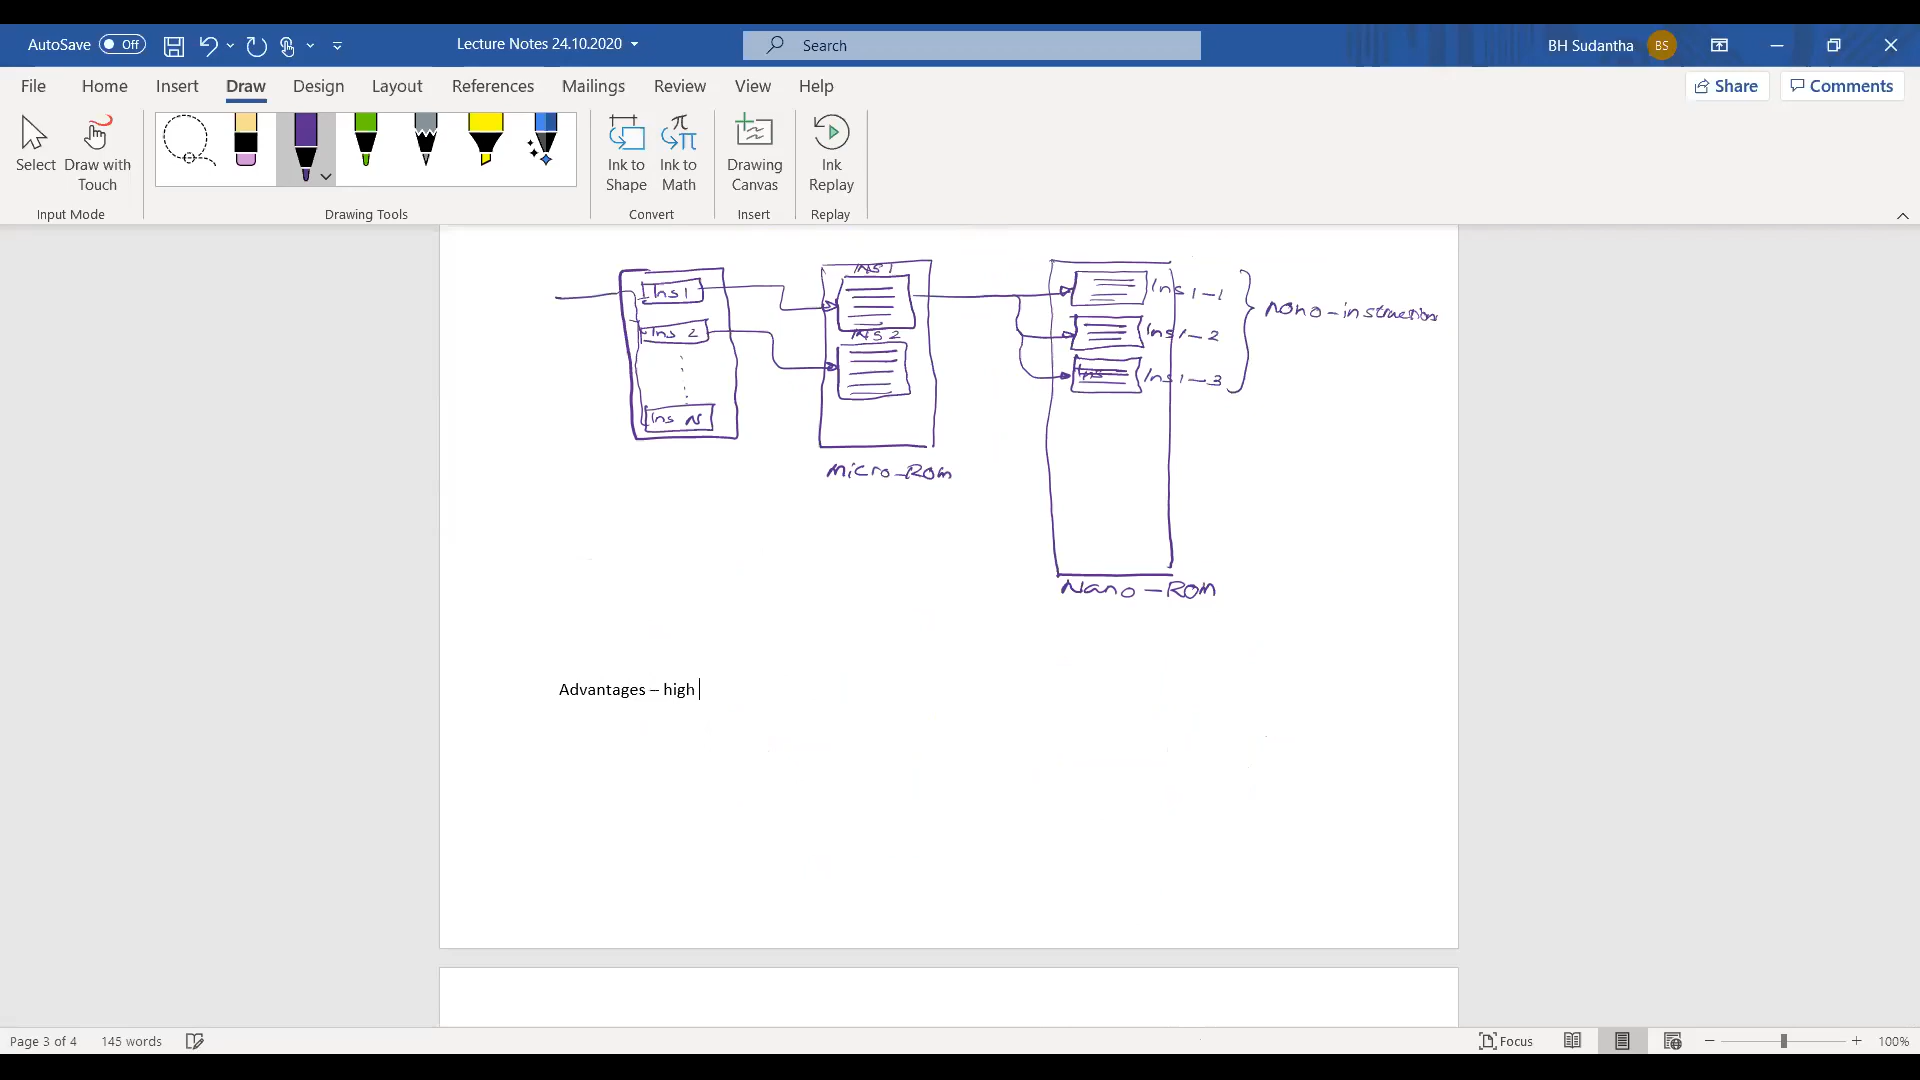 AutoSave Off Lecture Notes 24.10.2020 Search BH Sudantha BS
File Home Insert Draw Design Layout References Mailings Review View Help Share Comments
Select Draw with Touch Ink to Shape Ink to Math Drawing Canvas Ink Replay
Input Mode Drawing Tools Convert Insert Replay
Ins 1
Ins 2
Ins N
INS 1
INS 2
Micro-ROM
Ins 1-1
Ins 1-2
Ins
Ins 1-3
Nono-instructions
Nano-ROM
Advantages – high
Page 3 of 4 145 words Focus 100%